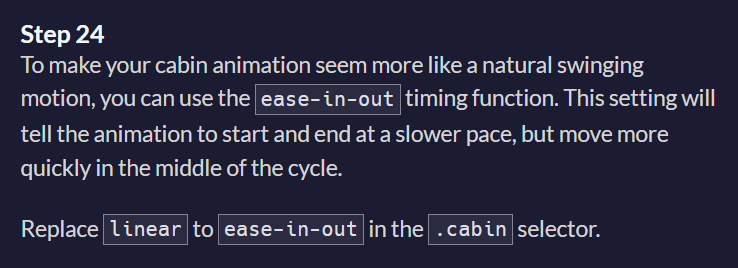 Step 24
To make your cabin animation seem more like a natural swinging
motion, you can use the ease-in-out timing function. This setting will
tell the animation to start and end at a slower pace, but move more
quickly in the middle of the cycle.
Replace linear to ease-in-out in the .cabin selector.